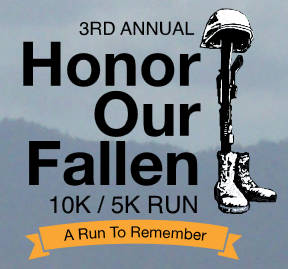 3RD ANNUAL
Honor
Our
Fallen
10K / 5K RUN
A Run To Remember